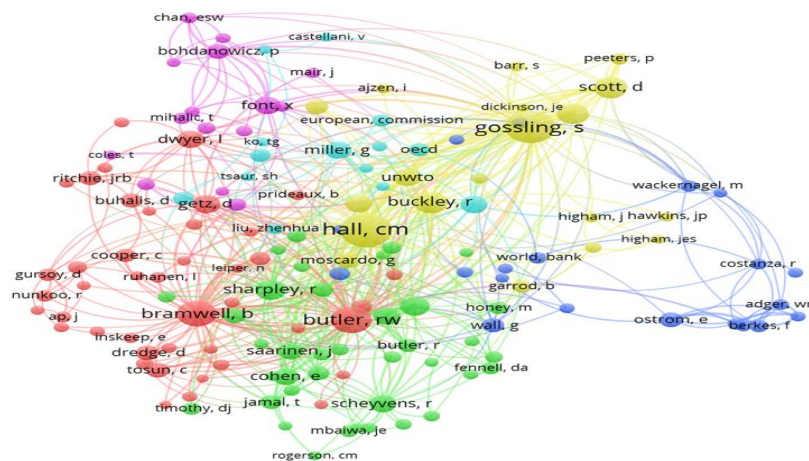 chan, esw
castellani, v
bohdanowicz, p
barr, s
peeters, p
mair, j
ajzen, i
scott, d
font, x
dickinson, je
mihalic, t
european, commission
gossling, s
dwyer, l
coles, t
ko, tg
miller, g
oecd
ritchie, jrb
tsaur, sh
unwto
wackernagel, m
buhalis, d
getz, d
prideaux, b
buckley, r
liu, zhenhua
hall, cm
higham, j
hawkins, jp
cooper, c
moscardo, g
world, bank
higham, jes
gursoy, d
ruhanen, l
leiper, n
costanza, r
nunkoo, r
sharpley, r
garrod, b
ap, j
bramwell, b
butler, rw
honey, m
wall, g
ostrom, e
adger, wn
berkes, f
inskeep, e
dredge, d
saarinen, j
butler, r
tosun, c
cohen, e
fennell, da
timothy, dj
jamal, t
scheyvens, r
mbaiwa, je
rogerson, cm